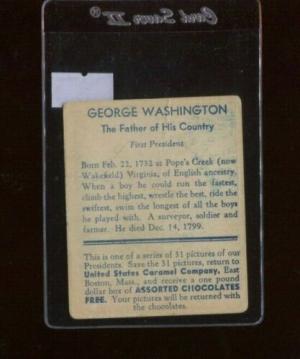 Card Saver II®
GEORGE WASHINGTON
The Father of His Country
First President
Born Feb. 22, 1732 at Pope's Creek (now
Wakefield) Virginia, of English ancestry.
When a boy he could run the fastest,
climb the highest, wrestle the best, ride the
swiftest, swim the longest of all the boys
he played with. A surveyor, soldier and
farmer. He died Dec. 14, 1799.
This is one of a series of 31 pictures of our
Presidents. Save the 31 pictures, return to
United States Caramel Company, East
Boston, Mass., and receive a one pound
dollar box of ASSORTED CHOCOLATES
FREE. Your pictures will be returned with
the chocolates.